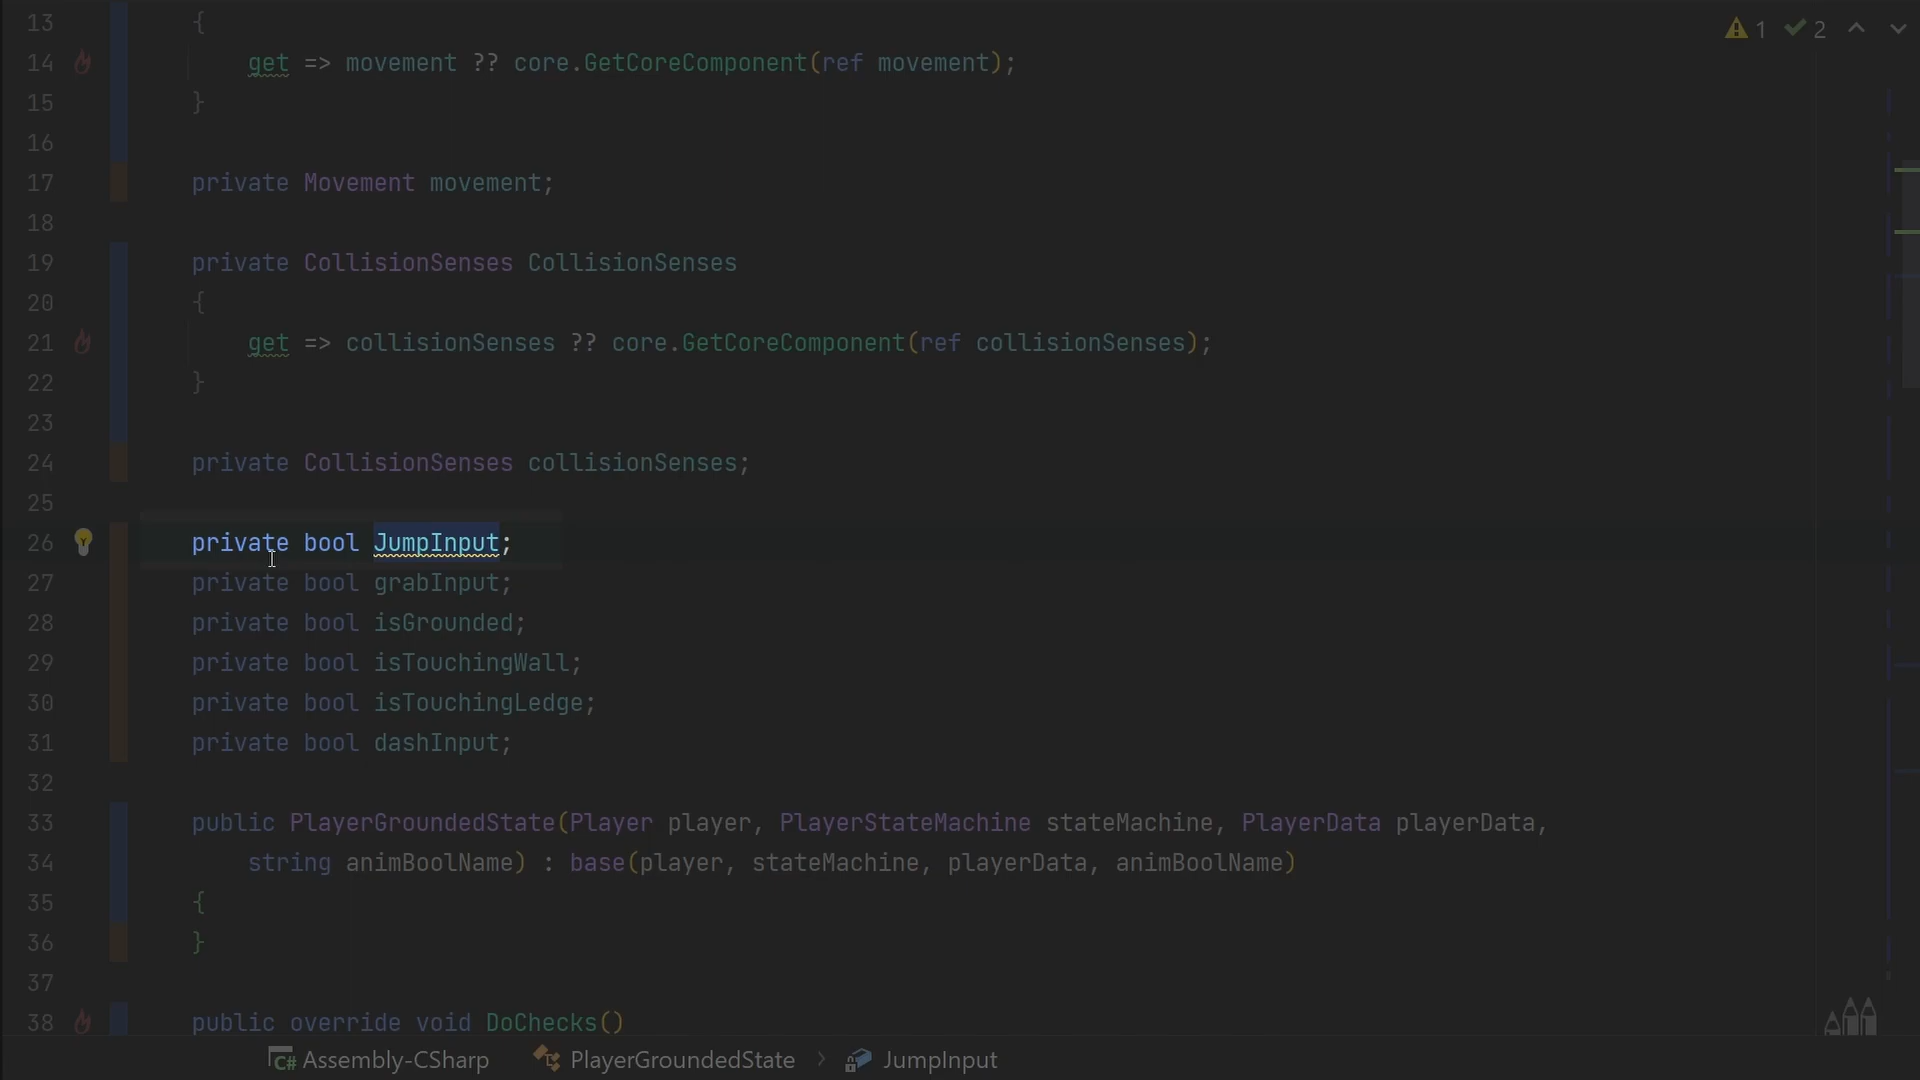 1 2
13 {
14 get => movement ?? core.GetCoreComponent(ref movement);
15 }
16
17 private Movement movement;
18
19 private CollisionSenses CollisionSenses
20 {
21 get => collisionSenses ?? core.GetCoreComponent(ref collisionSenses);
22 }
23
24 private CollisionSenses collisionSenses;
25
26 private bool JumpInput;
27 private bool grabInput;
28 private bool isGrounded;
29 private bool isTouchingWall;
30 private bool isTouchingLedge;
31 private bool dashInput;
32
33 public PlayerGroundedState(Player player, PlayerStateMachine stateMachine, PlayerData playerData,
34 string animBoolName) : base(player, stateMachine, playerData, animBoolName)
35 {
36 }
37
38 public override void DoChecks()
C# Assembly-CSharp PlayerGroundedState > JumpInput